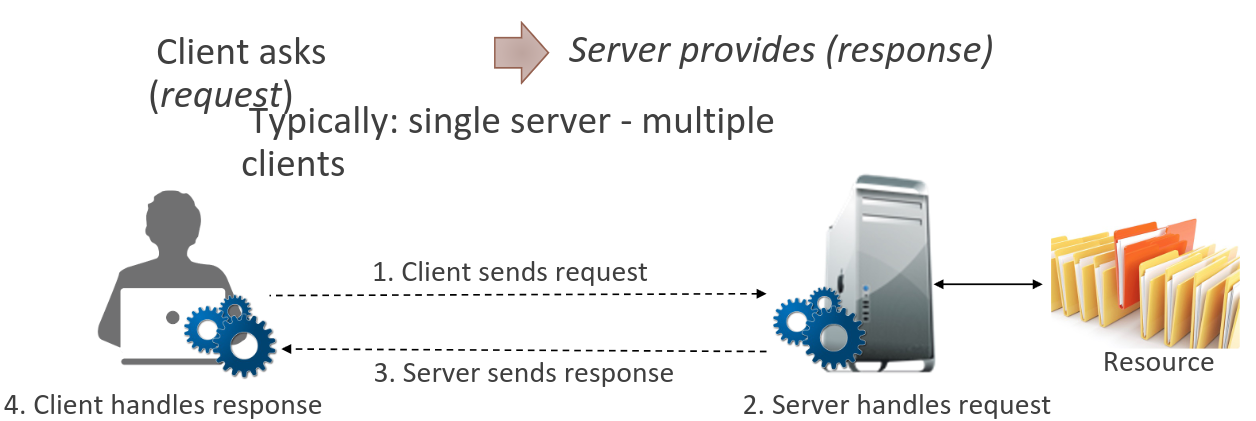 Client asks
(request)
Server provides (response)
Typically: single server - multiple
clients
1. Client sends request
3. Server sends response
Resource
4. Client handles response
2. Server handles request